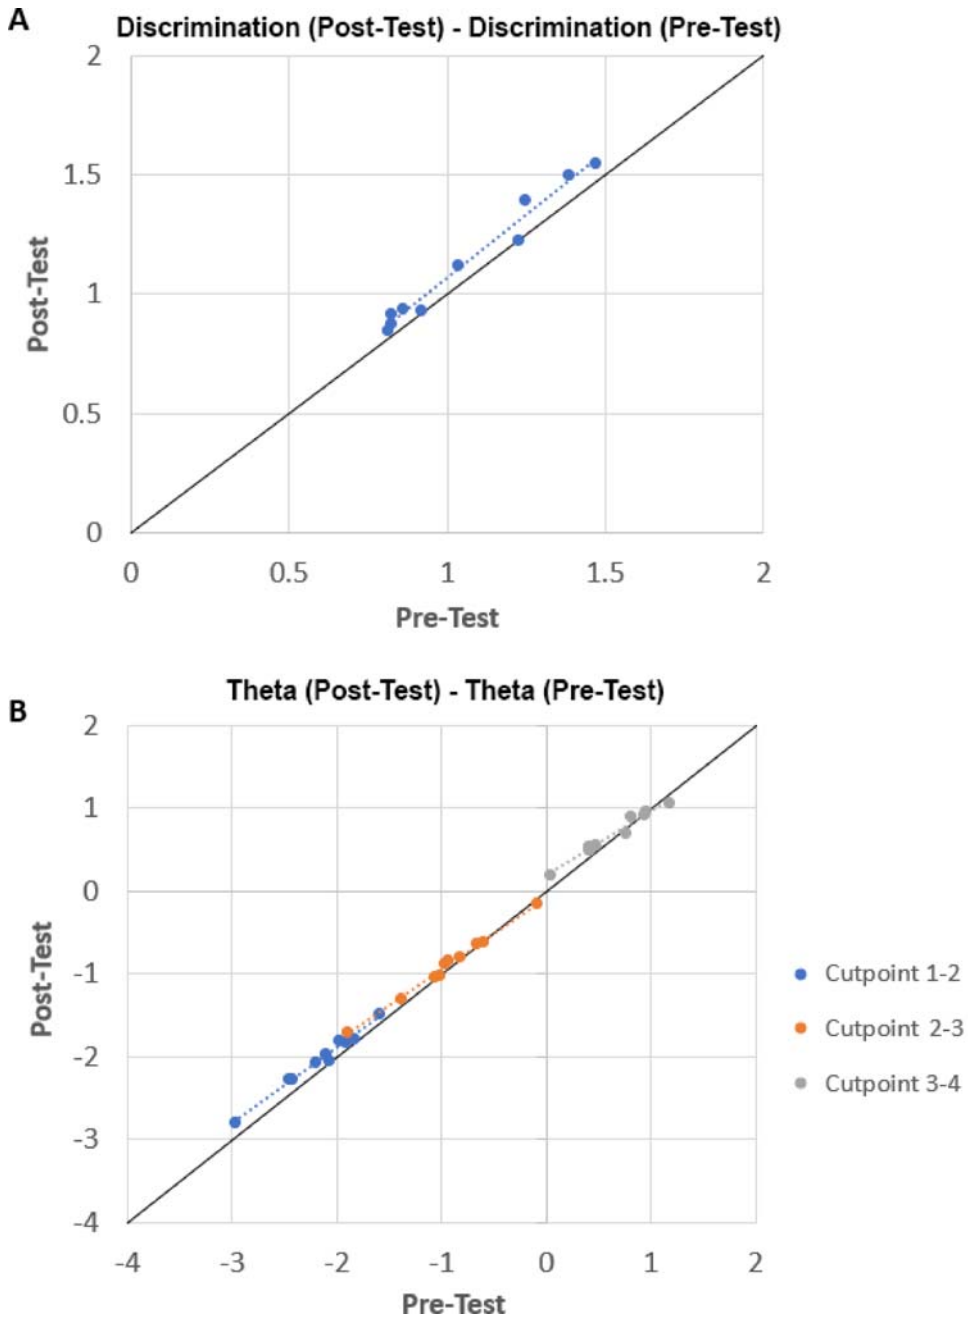 A
Discrimination (Post-Test) - Discrimination (Pre-Test)
2
1.5
1
0.5
0
Post-Test
0 0.5 1 1.5 2
Pre-Test
B
Theta (Post-Test) - Theta (Pre-Test)
2
1
0
-1
-2
-3
-4
Post-Test
-4 -3 -2 -1 0 1 2
Pre-Test
Cutpoint 1-2
Cutpoint 2-3
Cutpoint 3-4